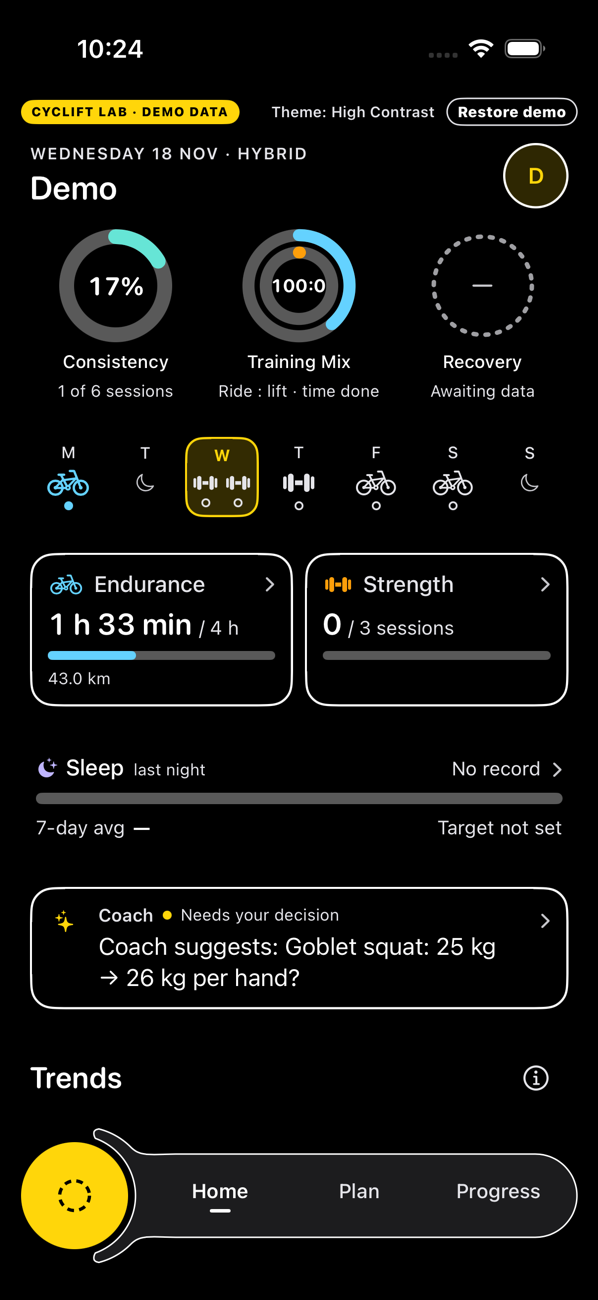 10:24
CYCLIFT LAB · DEMO DATA
Theme: High Contrast
Restore demo
WEDNESDAY 18 NOV · HYBRID
Demo
D
17%
100:0
—
Consistency
Training Mix
Recovery
1 of 6 sessions
Ride : lift · time done
Awaiting data
M T W T F S S
Endurance
1 h 33 min / 4 h
43.0 km
Strength
0 / 3 sessions
Sleep last night
No record
7-day avg —
Target not set
Coach • Needs your decision
Coach suggests: Goblet squat: 25 kg
→ 26 kg per hand?
Trends
Home
Plan
Progress